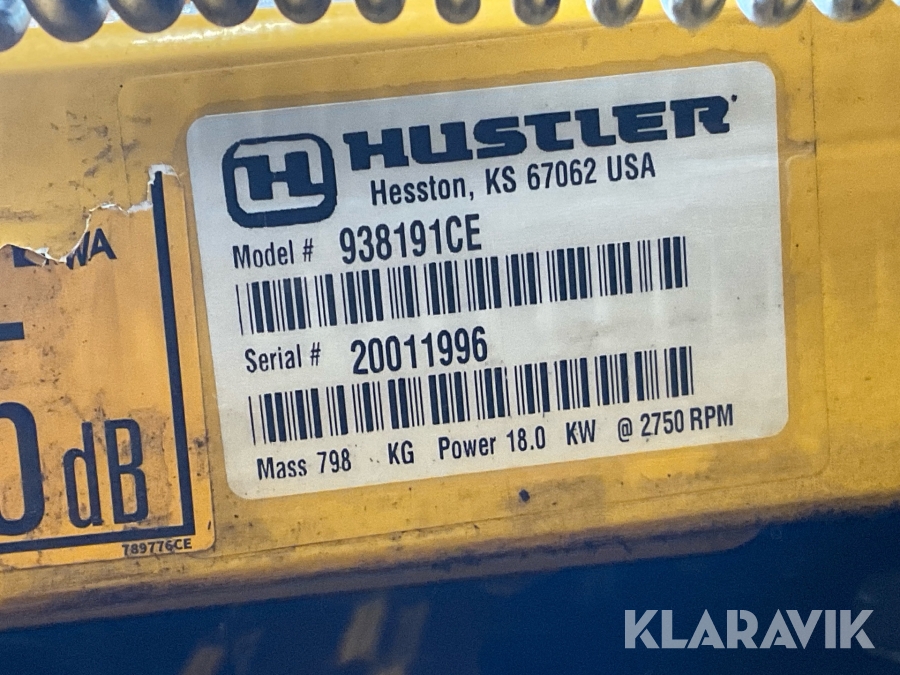 H HUSTLER
Hesston, KS 67062 USA
Model # 938191CE
Serial # 20011996
Mass 798 KG Power 18.0 KW @ 2750 RPM
WA
dB
789776CE
KLARAVIK